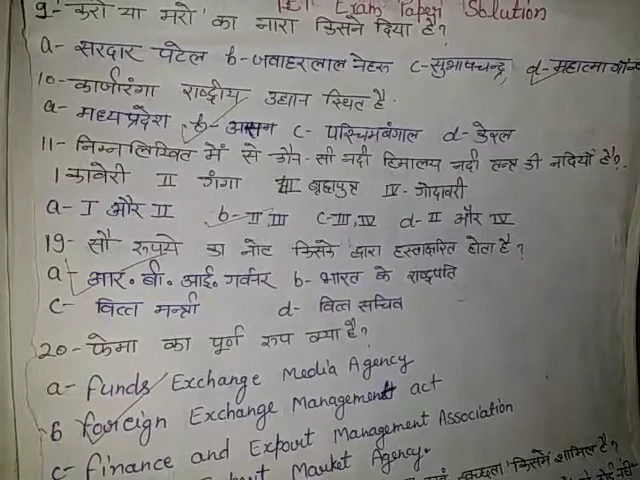 Exam Paper Solution
9- करो या मरो का नारा किसने दिया है?
a- सरदार पटेल b- जवाहरलाल नेहरू c- सुभाषचन्द्र, d- महात्मा
10- काजीरंगा राष्ट्रीय उद्यान स्थित है.
a- मध्यप्रदेश b- असम c- पश्चिमबंगाल d- केरल
11- निम्नलिखित में से कौन-सी नदी हिमालय नदी तन्त्र की नदियाँ है?
I कावेरी II गंगा III ब्रह्मपुत्र IV- गोदावरी
a- I और II b- II III c- III, IV d- II और IV
19- सौ रूपये का नोट किसके द्वारा हस्ताक्षरित होता है?
a- आर. बी. आई. गवर्नर b- भारत के राष्ट्रपति
c- वित्त मन्त्री d- वित्त सचिव
20- फेमा का पूर्ण रूप क्या है?
a- Funds Exchange Media Agency
b foreign Exchange Management act
c- finance and Export Management Association
Market Agency.
किसमें शामिल है?